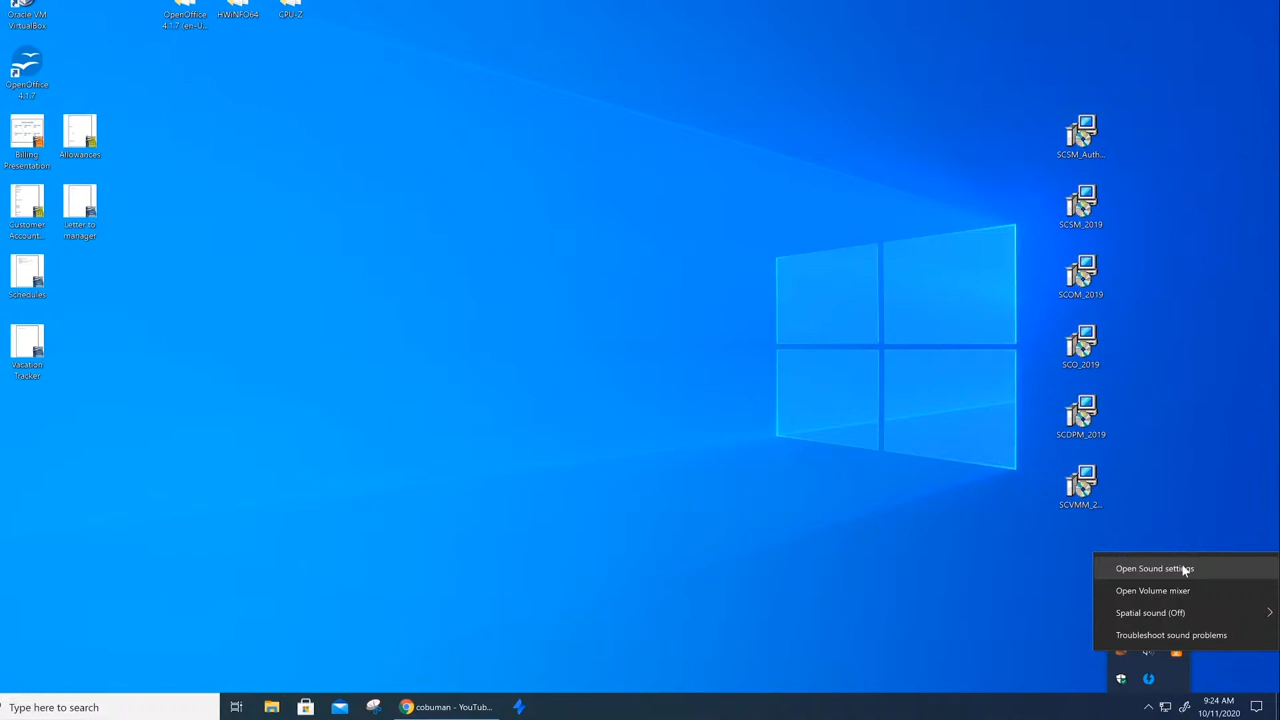 Oracle VM
VirtualBox
OpenOffice
4.1.7 (en-U...
HWiNFO64
CPU-Z
OpenOffice
4.1.7
Billing
Presentation
Allowances
Customer
Account...
Letter to
manager
Schedules
Vacation
Tracker
SCSM_Auth...
SCSM_2019
SCOM_2019
SCO_2019
SCDPM_2019
SCVMM_2...
Open Sound settings
Open Volume mixer
Spatial sound (Off)
Troubleshoot sound problems
Type here to search
cobuman - YouTub...
9:24 AM
10/11/2020